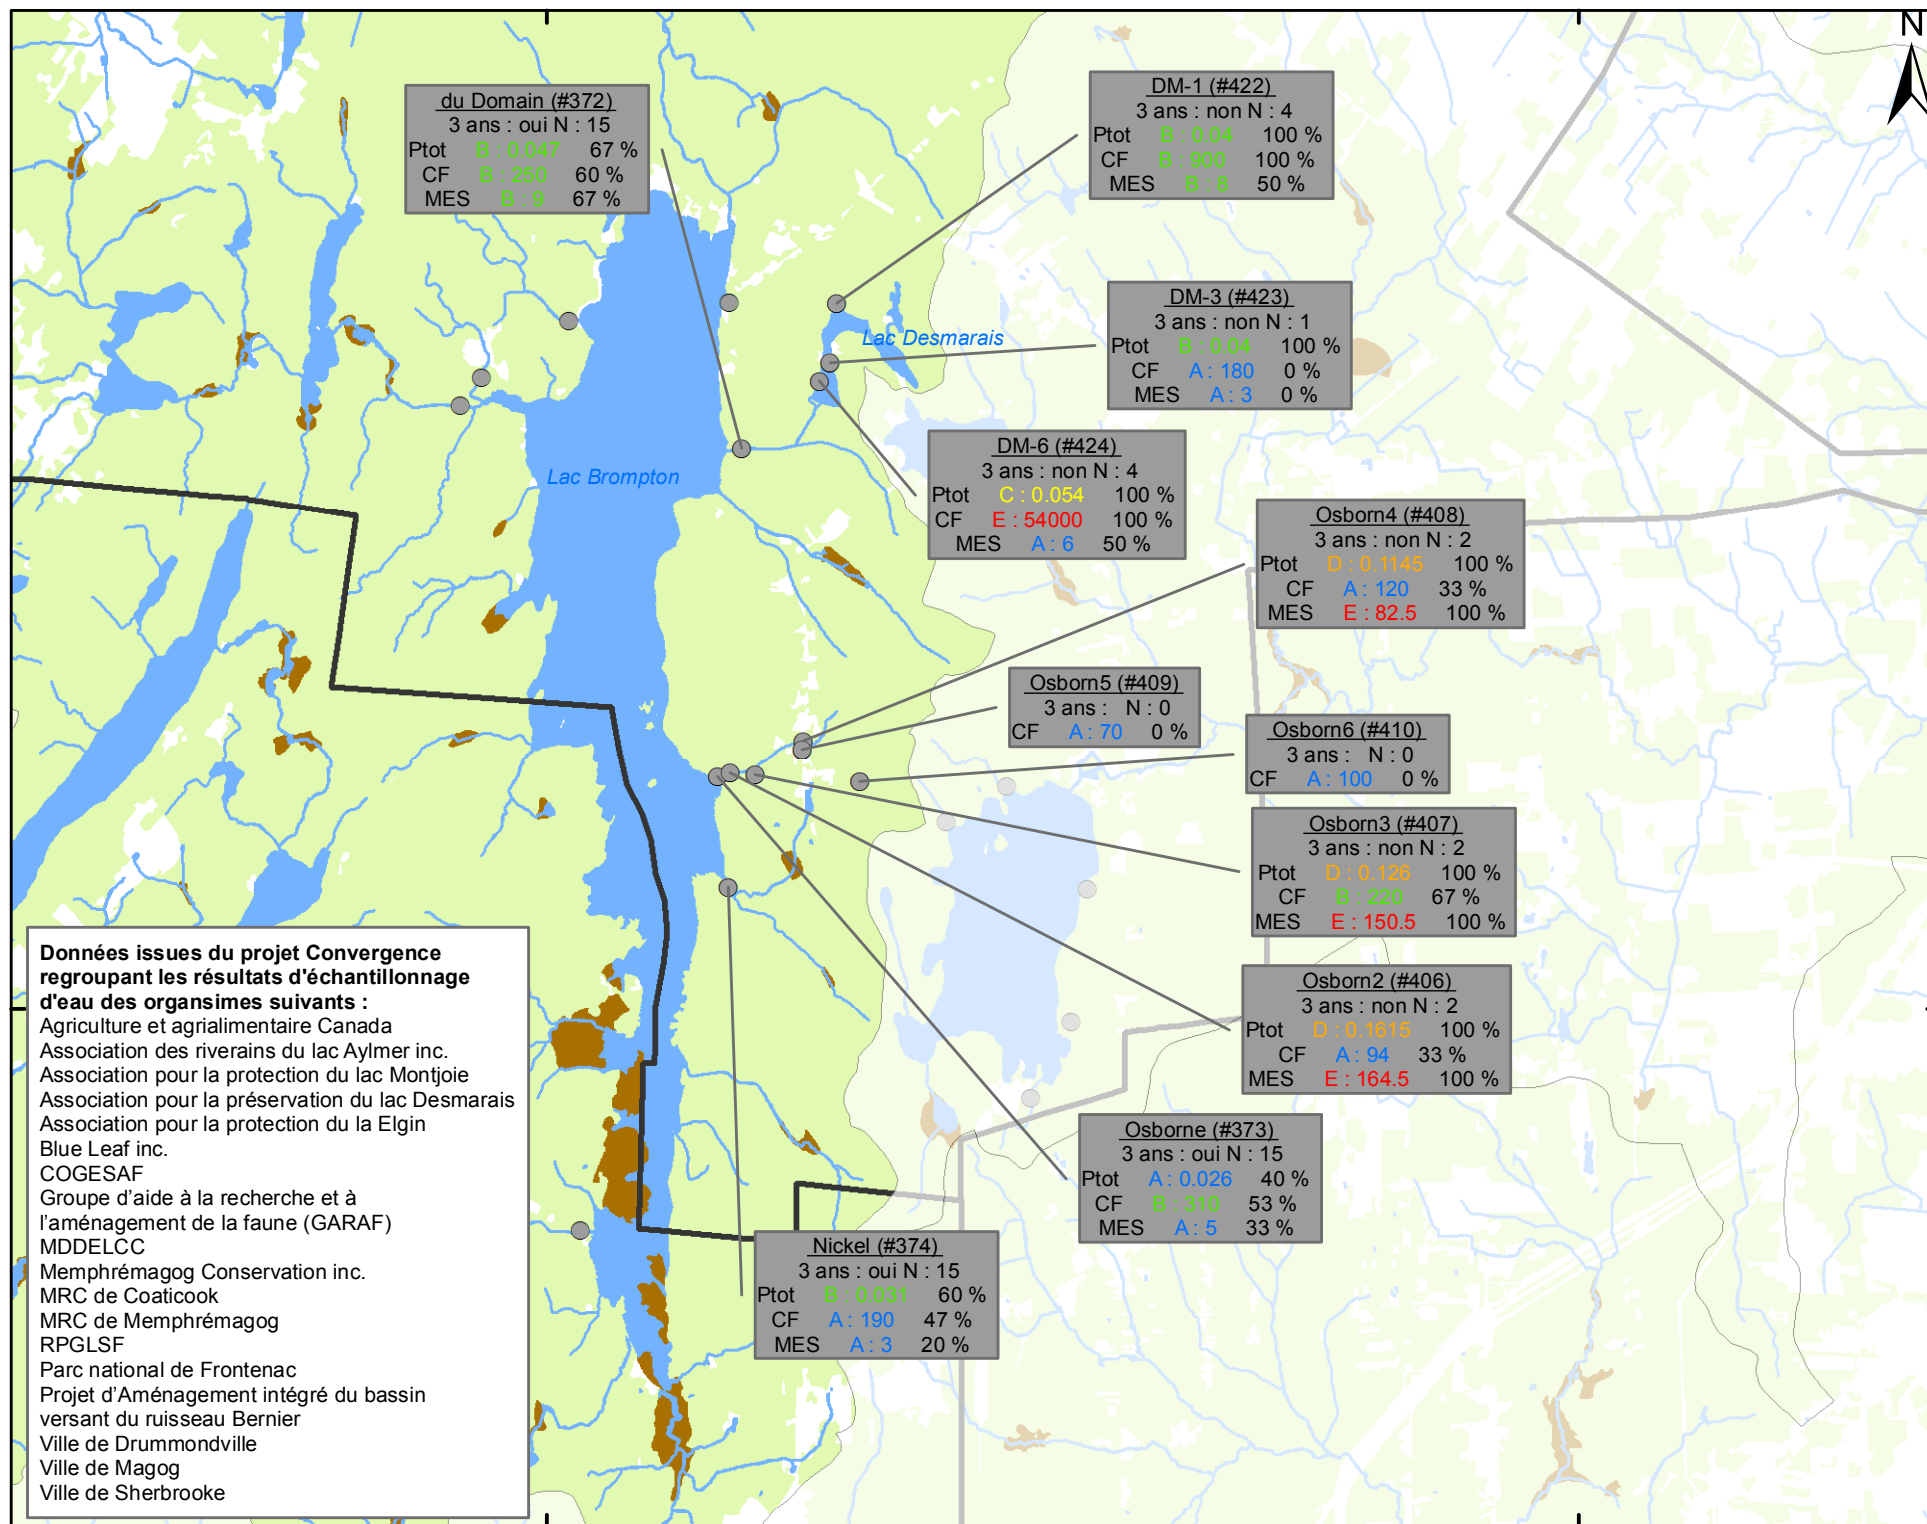 N
du Domain (#372)
3 ans : oui N : 15
Ptot B : 0.047 67 %
CF B : 250 60 %
MES B : 9 67 %
DM-1 (#422)
3 ans : non N : 4
Ptot B : 0.04 100 %
CF B : 900 100 %
MES B : 8 50 %
DM-3 (#423)
3 ans : non N : 1
Ptot B : 0.04 100 %
CF A : 180 0 %
MES A : 3 0 %
Lac Desmarais
DM-6 (#424)
3 ans : non N : 4
Ptot C : 0.054 100 %
CF E : 54000 100 %
MES A : 6 50 %
Lac Brompton
Osborn4 (#408)
3 ans : non N : 2
Ptot D : 0.1145 100 %
CF A : 120 33 %
MES E : 82.5 100 %
Osborn5 (#409)
3 ans : N : 0
CF A : 70 0 %
Osborn6 (#410)
3 ans : N : 0
CF A : 100 0 %
Osborn3 (#407)
3 ans : non N : 2
Ptot D : 0.126 100 %
CF B : 220 67 %
MES E : 150.5 100 %
Osborn2 (#406)
3 ans : non N : 2
Ptot D : 0.1615 100 %
CF A : 94 33 %
MES E : 164.5 100 %
Osborne (#373)
3 ans : oui N : 15
Ptot A : 0.026 40 %
CF B : 310 53 %
MES A : 5 33 %
Nickel (#374)
3 ans : oui N : 15
Ptot B : 0.031 60 %
CF A : 190 47 %
MES A : 3 20 %
Données issues du projet Convergence
regroupant les résultats d'échantillonnage
d'eau des organsimes suivants :
Agriculture et agrialimentaire Canada
Association des riverains du lac Aylmer inc.
Association pour la protection du lac Montjoie
Association pour la préservation du lac Desmarais
Association pour la protection du la Elgin
Blue Leaf inc.
COGESAF
Groupe d'aide à la recherche et à
l'aménagement de la faune (GARAF)
MDDELCC
Memphrémagog Conservation inc.
MRC de Coaticook
MRC de Memphrémagog
RPGLSF
Parc national de Frontenac
Projet d'Aménagement intégré du bassin
versant du ruisseau Bernier
Ville de Drummondville
Ville de Magog
Ville de Sherbrooke